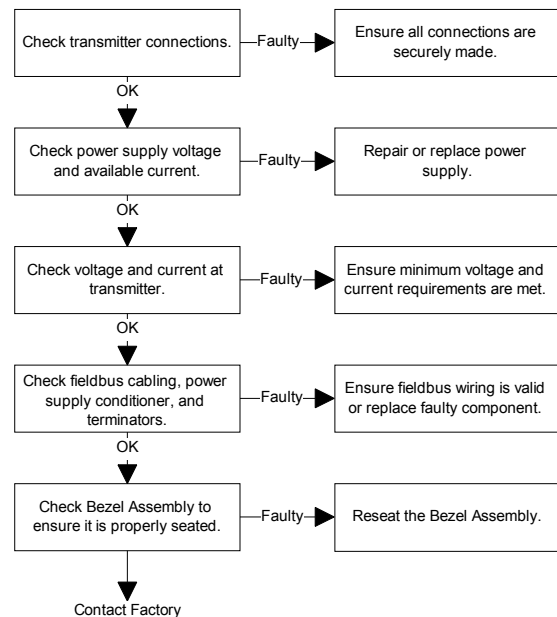 Check transmitter connections.
Faulty
Ensure all connections are
securely made.
OK
Check power supply voltage
and available current.
Faulty
Repair or replace power
supply.
OK
Check voltage and current at
transmitter.
Faulty
Ensure minimum voltage and
current requirements are met.
OK
Check fieldbus cabling, power
supply conditioner, and
terminators.
Faulty
Ensure fieldbus wiring is valid
or replace faulty component.
OK
Check Bezel Assembly to
ensure it is properly seated.
Faulty
Reseat the Bezel Assembly.
Contact Factory